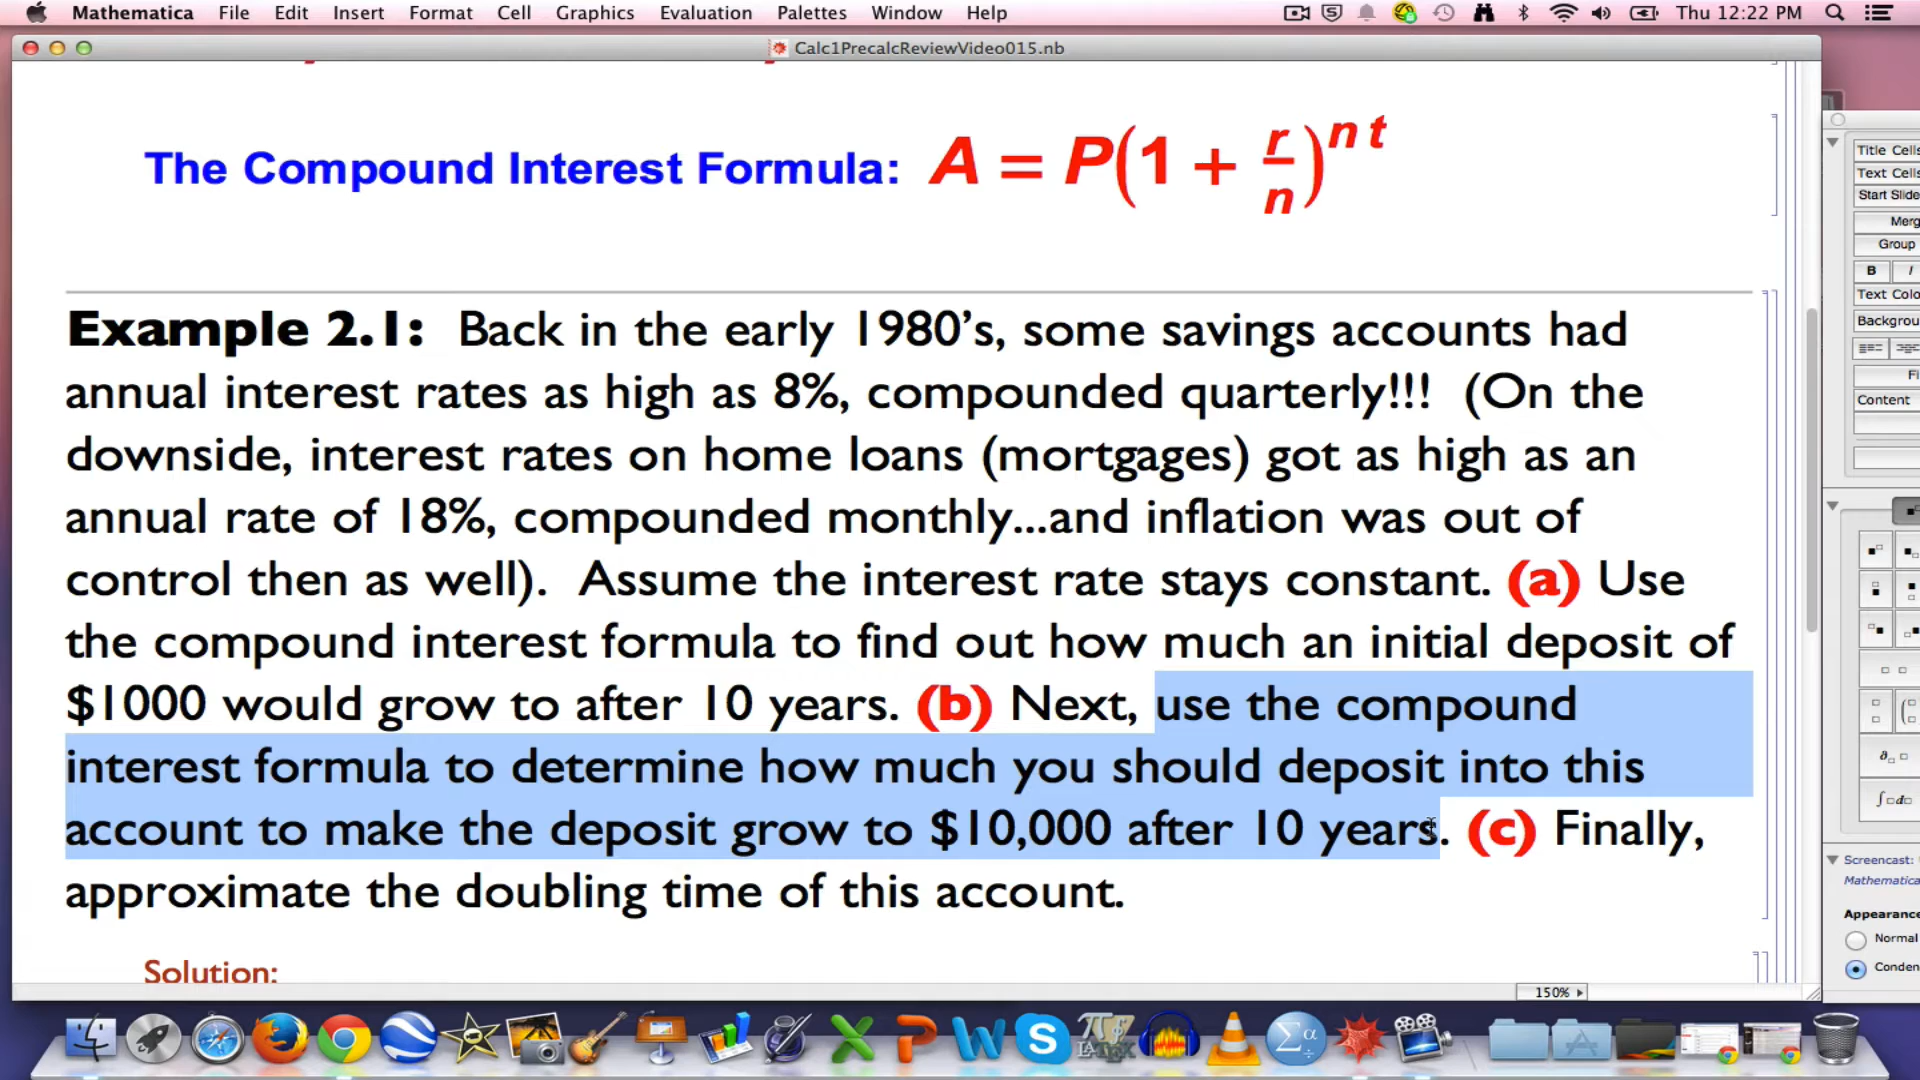 Mathematica File Edit Insert Format Cell Graphics Evaluation Palettes Window Help Thu 12:22 PM
Calc1PrecalcReviewVideo015.nb
The Compound Interest Formula: A = P(1 + r/n)^(n t)
Example 2.1: Back in the early 1980's, some savings accounts had
annual interest rates as high as 8%, compounded quarterly!!! (On the
downside, interest rates on home loans (mortgages) got as high as an
annual rate of 18%, compounded monthly...and inflation was out of
control then as well). Assume the interest rate stays constant. (a) Use
the compound interest formula to find out how much an initial deposit of
$1000 would grow to after 10 years. (b) Next, use the compound
interest formula to determine how much you should deposit into this
account to make the deposit grow to $10,000 after 10 years. (c) Finally,
approximate the doubling time of this account.
Solution:
150%
Title Cells
Text Cells
Start Slide
Merg
Group
B I
Text Colo
Backgrou
Fi
Content
Screencast:
Mathematica
Appearance
Normal
Conden